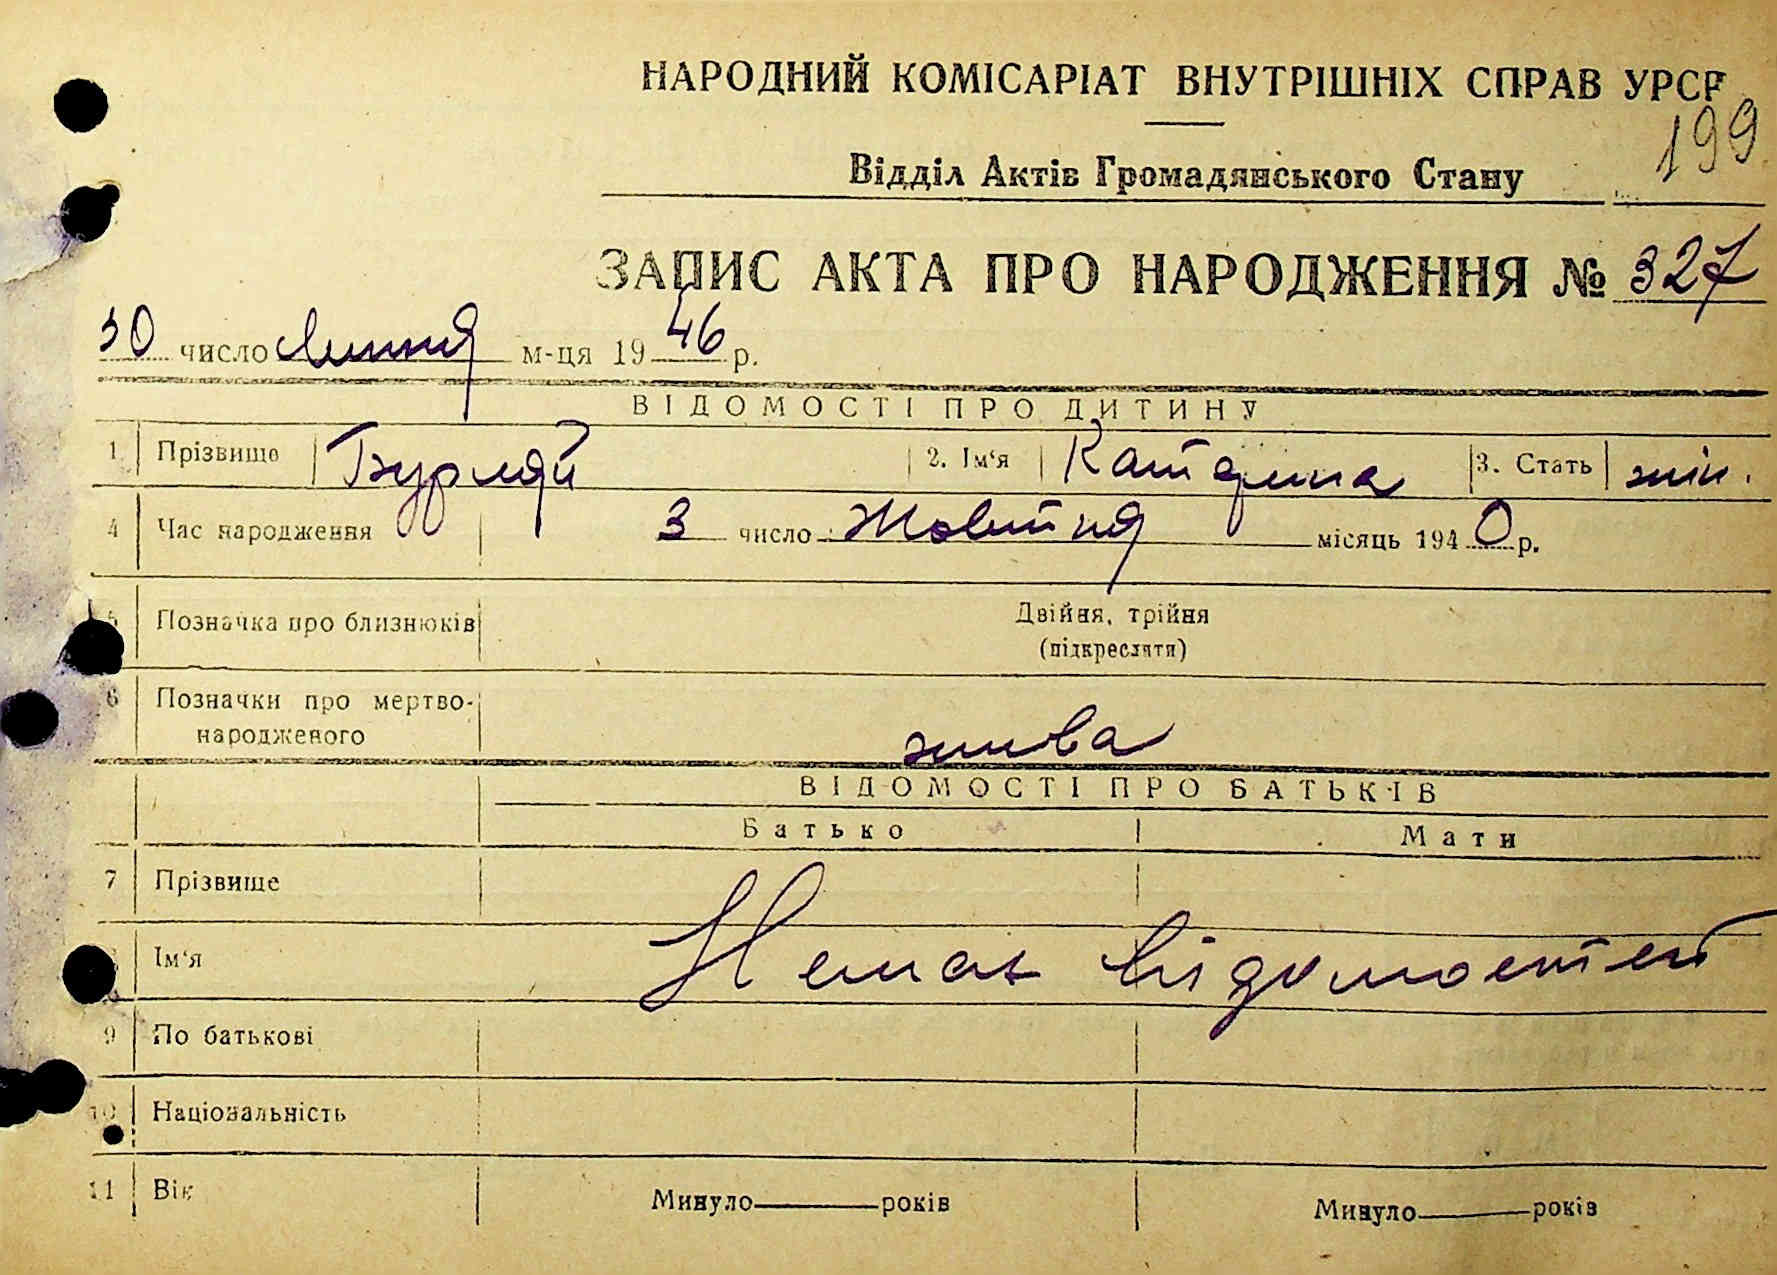 НАРОДНИЙ КОМІСАРІАТ ВНУТРІШНІХ СПРАВ УРСР
199
Відділ Актів Громадянського Стану
ЗАПИС АКТА ПРО НАРОДЖЕННЯ № 327
30 число Липня м-ця 1946 р.
ВІДОМОСТІ ПРО ДИТИНУ
1 Прізвище Бурляй 2. Ім'я Катерина 3. Стать жін.
4 Час народження 3 число Жовтня місяць 1940 р.
5 Позначка про близнюків Двійня, трійня
(підкреслити)
6 Позначки про мертво-
народженого жива
ВІДОМОСТІ ПРО БАТЬКІВ
Батько Мати
7 Прізвище
8 Ім'я Немає відомостей
9 По батькові
10 Національність
11 Вік Минуло років Минуло років